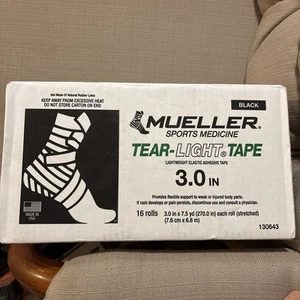 Not Made Of Natural Rubber Latex
KEEP AWAY FROM EXCESSIVE HEAT
DO NOT STORE CARTON ON END
BLACK
MUELLER®
SPORTS MEDICINE
TEAR-LIGHT® TAPE
LIGHTWEIGHT ELASTIC ADHESIVE TAPE
3.0 IN
Provides flexible support to weak or injured body parts.
If rash develops or pain persists, discontinue use and consult a physician.
16 rolls 3.0 in x 7.5 yd (270.0 in) each roll (stretched)
(7.6 cm x 6.8 m)
MADE IN
USA
130643